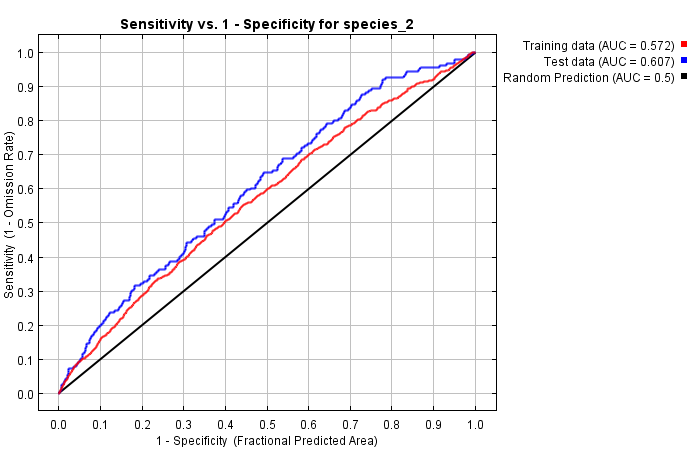 Sensitivity vs. 1 - Specificity for species_2
Training data (AUC = 0.572)
Test data (AUC = 0.607)
Random Prediction (AUC = 0.5)
Sensitivity (1 - Omission Rate)
1.0
0.9
0.8
0.7
0.6
0.5
0.4
0.3
0.2
0.1
0.0
0.0 0.1 0.2 0.3 0.4 0.5 0.6 0.7 0.8 0.9 1.0
1 - Specificity (Fractional Predicted Area)